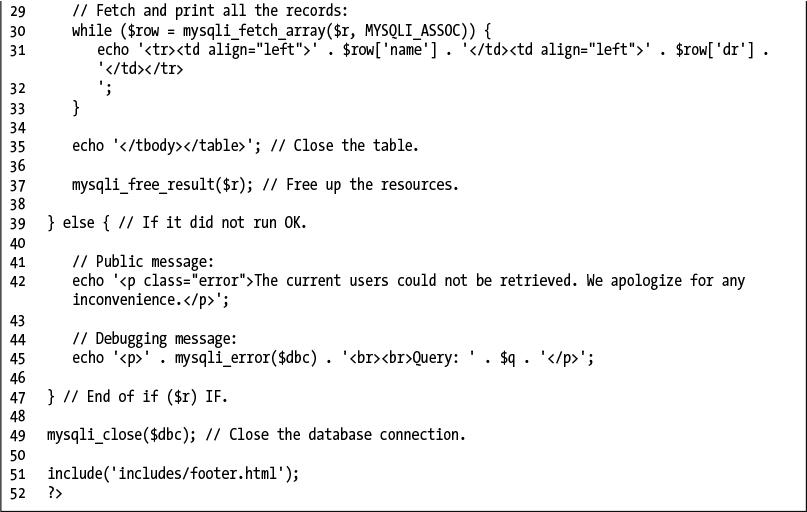 29 // Fetch and print all the records:
30 while ($row = mysqli_fetch_array($r, MYSQLI_ASSOC)) {
31 echo '<tr><td align="left">' . $row['name'] . '</td><td align="left">' . $row['dr'] .
'</td></tr>
32 ';
33 }
34
35 echo '</tbody></table>'; // Close the table.
36
37 mysqli_free_result($r); // Free up the resources.
38
39 } else { // If it did not run OK.
40
41 // Public message:
42 echo '<p class="error">The current users could not be retrieved. We apologize for any
inconvenience.</p>';
43
44 // Debugging message:
45 echo '<p>' . mysqli_error($dbc) . '<br><br>Query: ' . $q . '</p>';
46
47 } // End of if ($r) IF.
48
49 mysqli_close($dbc); // Close the database connection.
50
51 include('includes/footer.html');
52 ?>